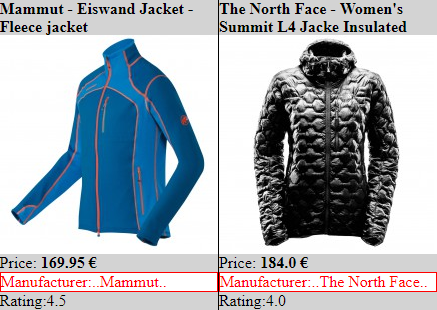 Mammut - Eiswand Jacket -
Fleece jacket
Price: 169.95 €
Manufacturer:..Mammut..
Rating:4.5
The North Face - Women's
Summit L4 Jacke Insulated
Price: 184.0 €
Manufacturer:..The North Face..
Rating:4.0